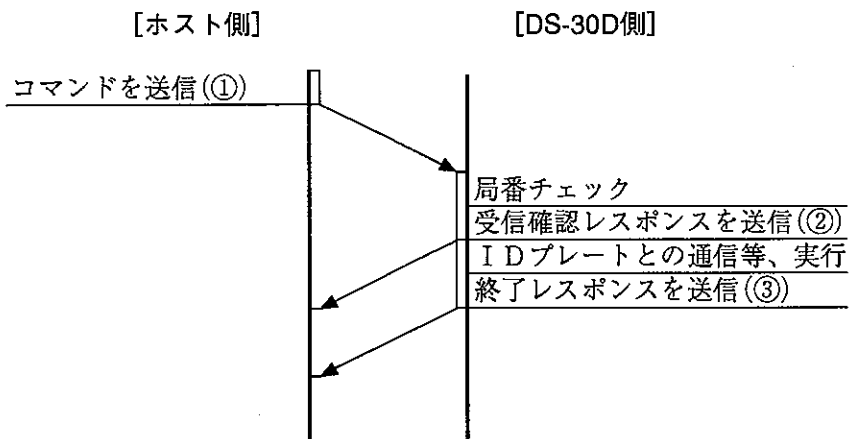 [ホスト側]
[DS-30D側]
コマンドを送信(①)
局番チェック
受信確認レスポンスを送信(②)
ＩＤプレートとの通信等、実行
終了レスポンスを送信(③)